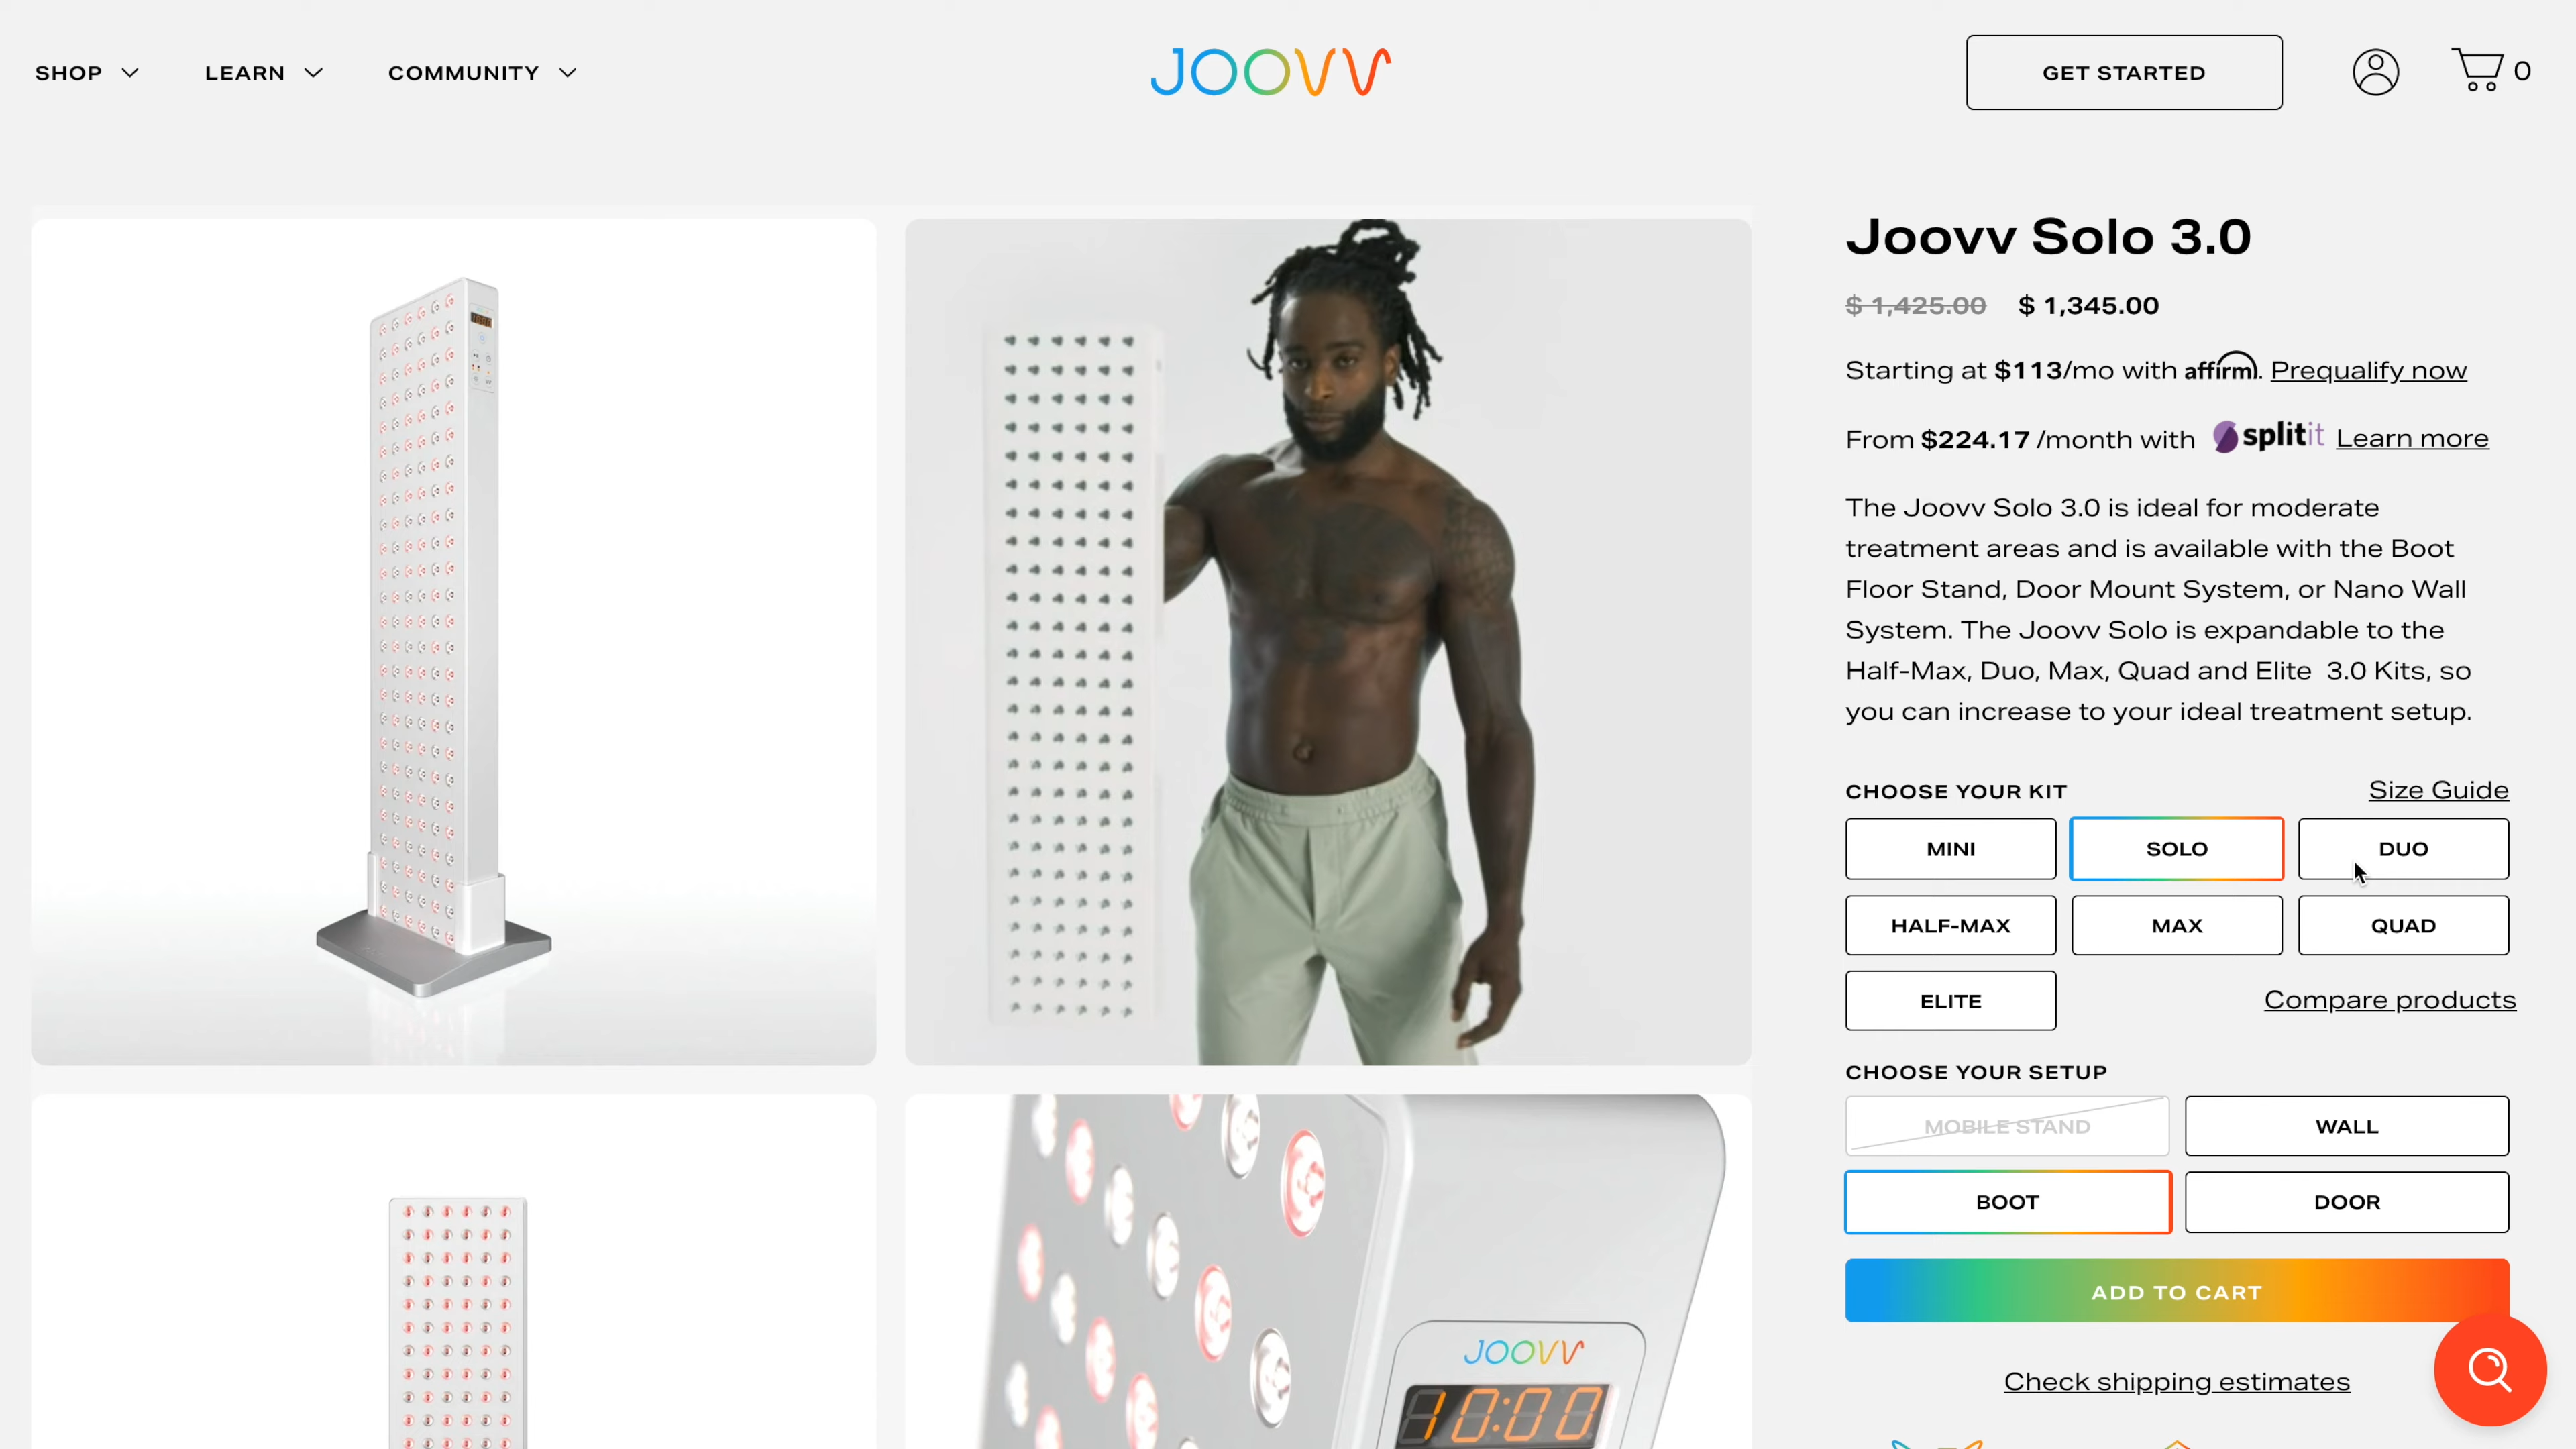 SHOP
LEARN
COMMUNITY
JOOVV
GET STARTED
0
Joovv Solo 3.0
$ 1,425.00 $ 1,345.00
Starting at $113/mo with affirm. Prequalify now
From $224.17 /month with splitit Learn more
The Joovv Solo 3.0 is ideal for moderate
treatment areas and is available with the Boot
Floor Stand, Door Mount System, or Nano Wall
System. The Joovv Solo is expandable to the
Half-Max, Duo, Max, Quad and Elite 3.0 Kits, so
you can increase to your ideal treatment setup.
CHOOSE YOUR KIT
Size Guide
MINI
SOLO
DUO
HALF-MAX
MAX
QUAD
ELITE
Compare products
CHOOSE YOUR SETUP
MOBILE STAND
WALL
BOOT
DOOR
ADD TO CART
Check shipping estimates
JOOVV
10:00